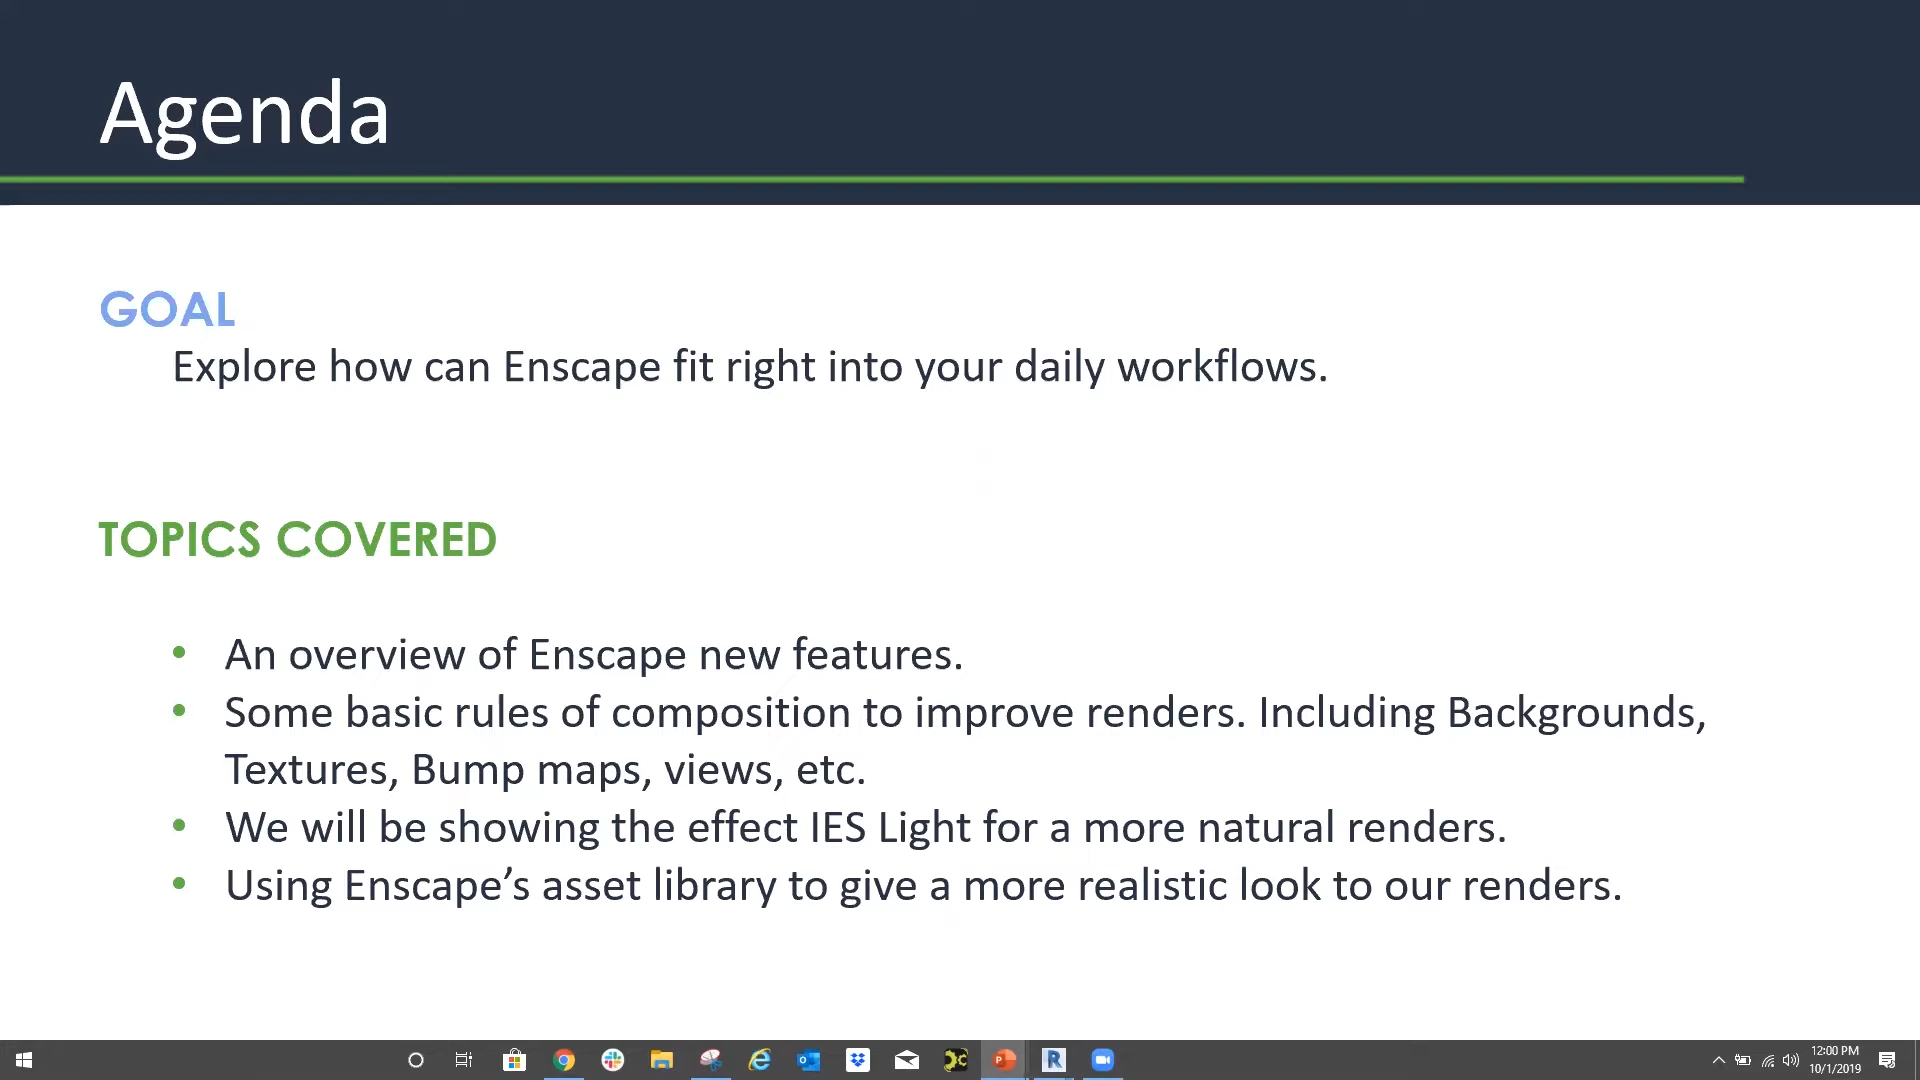 Agenda
GOAL
Explore how can Enscape fit right into your daily workflows.
TOPICS COVERED
• An overview of Enscape new features.
• Some basic rules of composition to improve renders. Including Backgrounds,
Textures, Bump maps, views, etc.
• We will be showing the effect IES Light for a more natural renders.
• Using Enscape’s asset library to give a more realistic look to our renders.
12:00 PM
10/1/2019